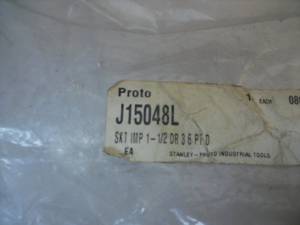 Proto
1 EACH
J15048L
SKT IMP 1-1/2 DR 3 6 PT D
EA STANLEY-PROTO INDUSTRIAL TOOLS